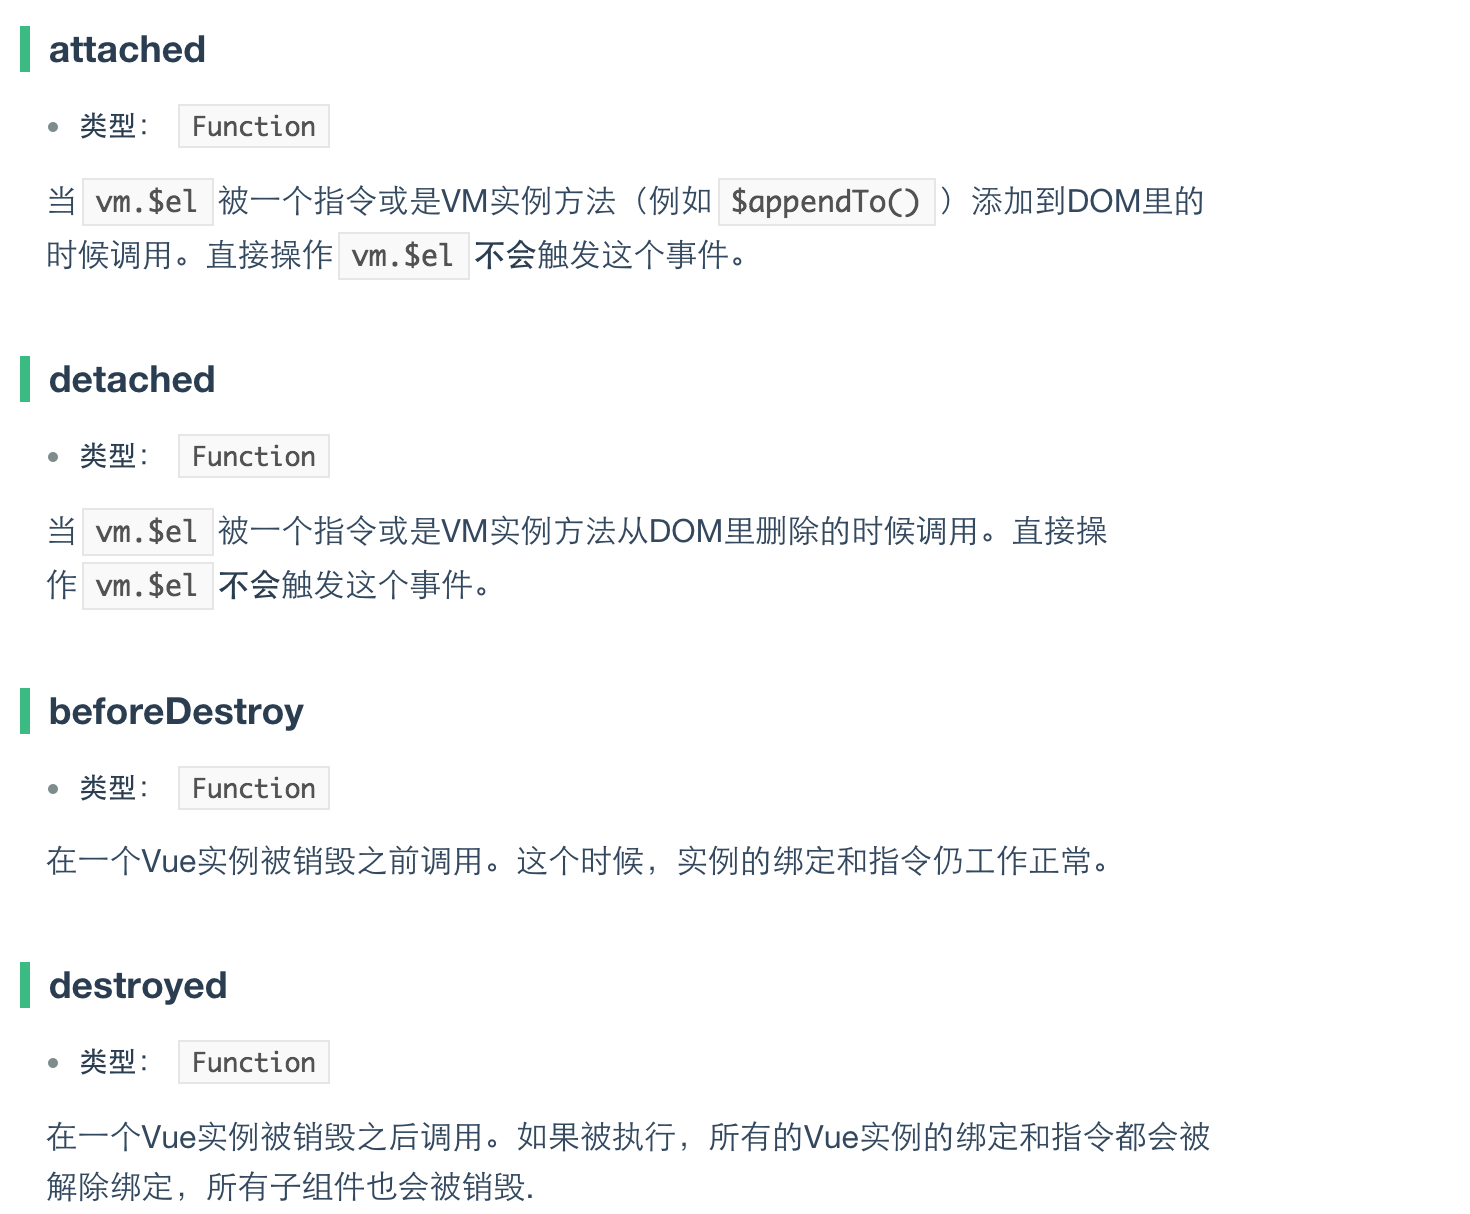 attached
类型： Function
当 vm.$el 被一个指令或是VM实例方法（例如 $appendTo() ）添加到DOM里的
时候调用。直接操作 vm.$el 不会触发这个事件。
detached
类型： Function
当 vm.$el 被一个指令或是VM实例方法从DOM里删除的时候调用。直接操
作 vm.$el 不会触发这个事件。
beforeDestroy
类型： Function
在一个Vue实例被销毁之前调用。这个时候，实例的绑定和指令仍工作正常。
destroyed
类型： Function
在一个Vue实例被销毁之后调用。如果被执行，所有的Vue实例的绑定和指令都会被
解除绑定，所有子组件也会被销毁.